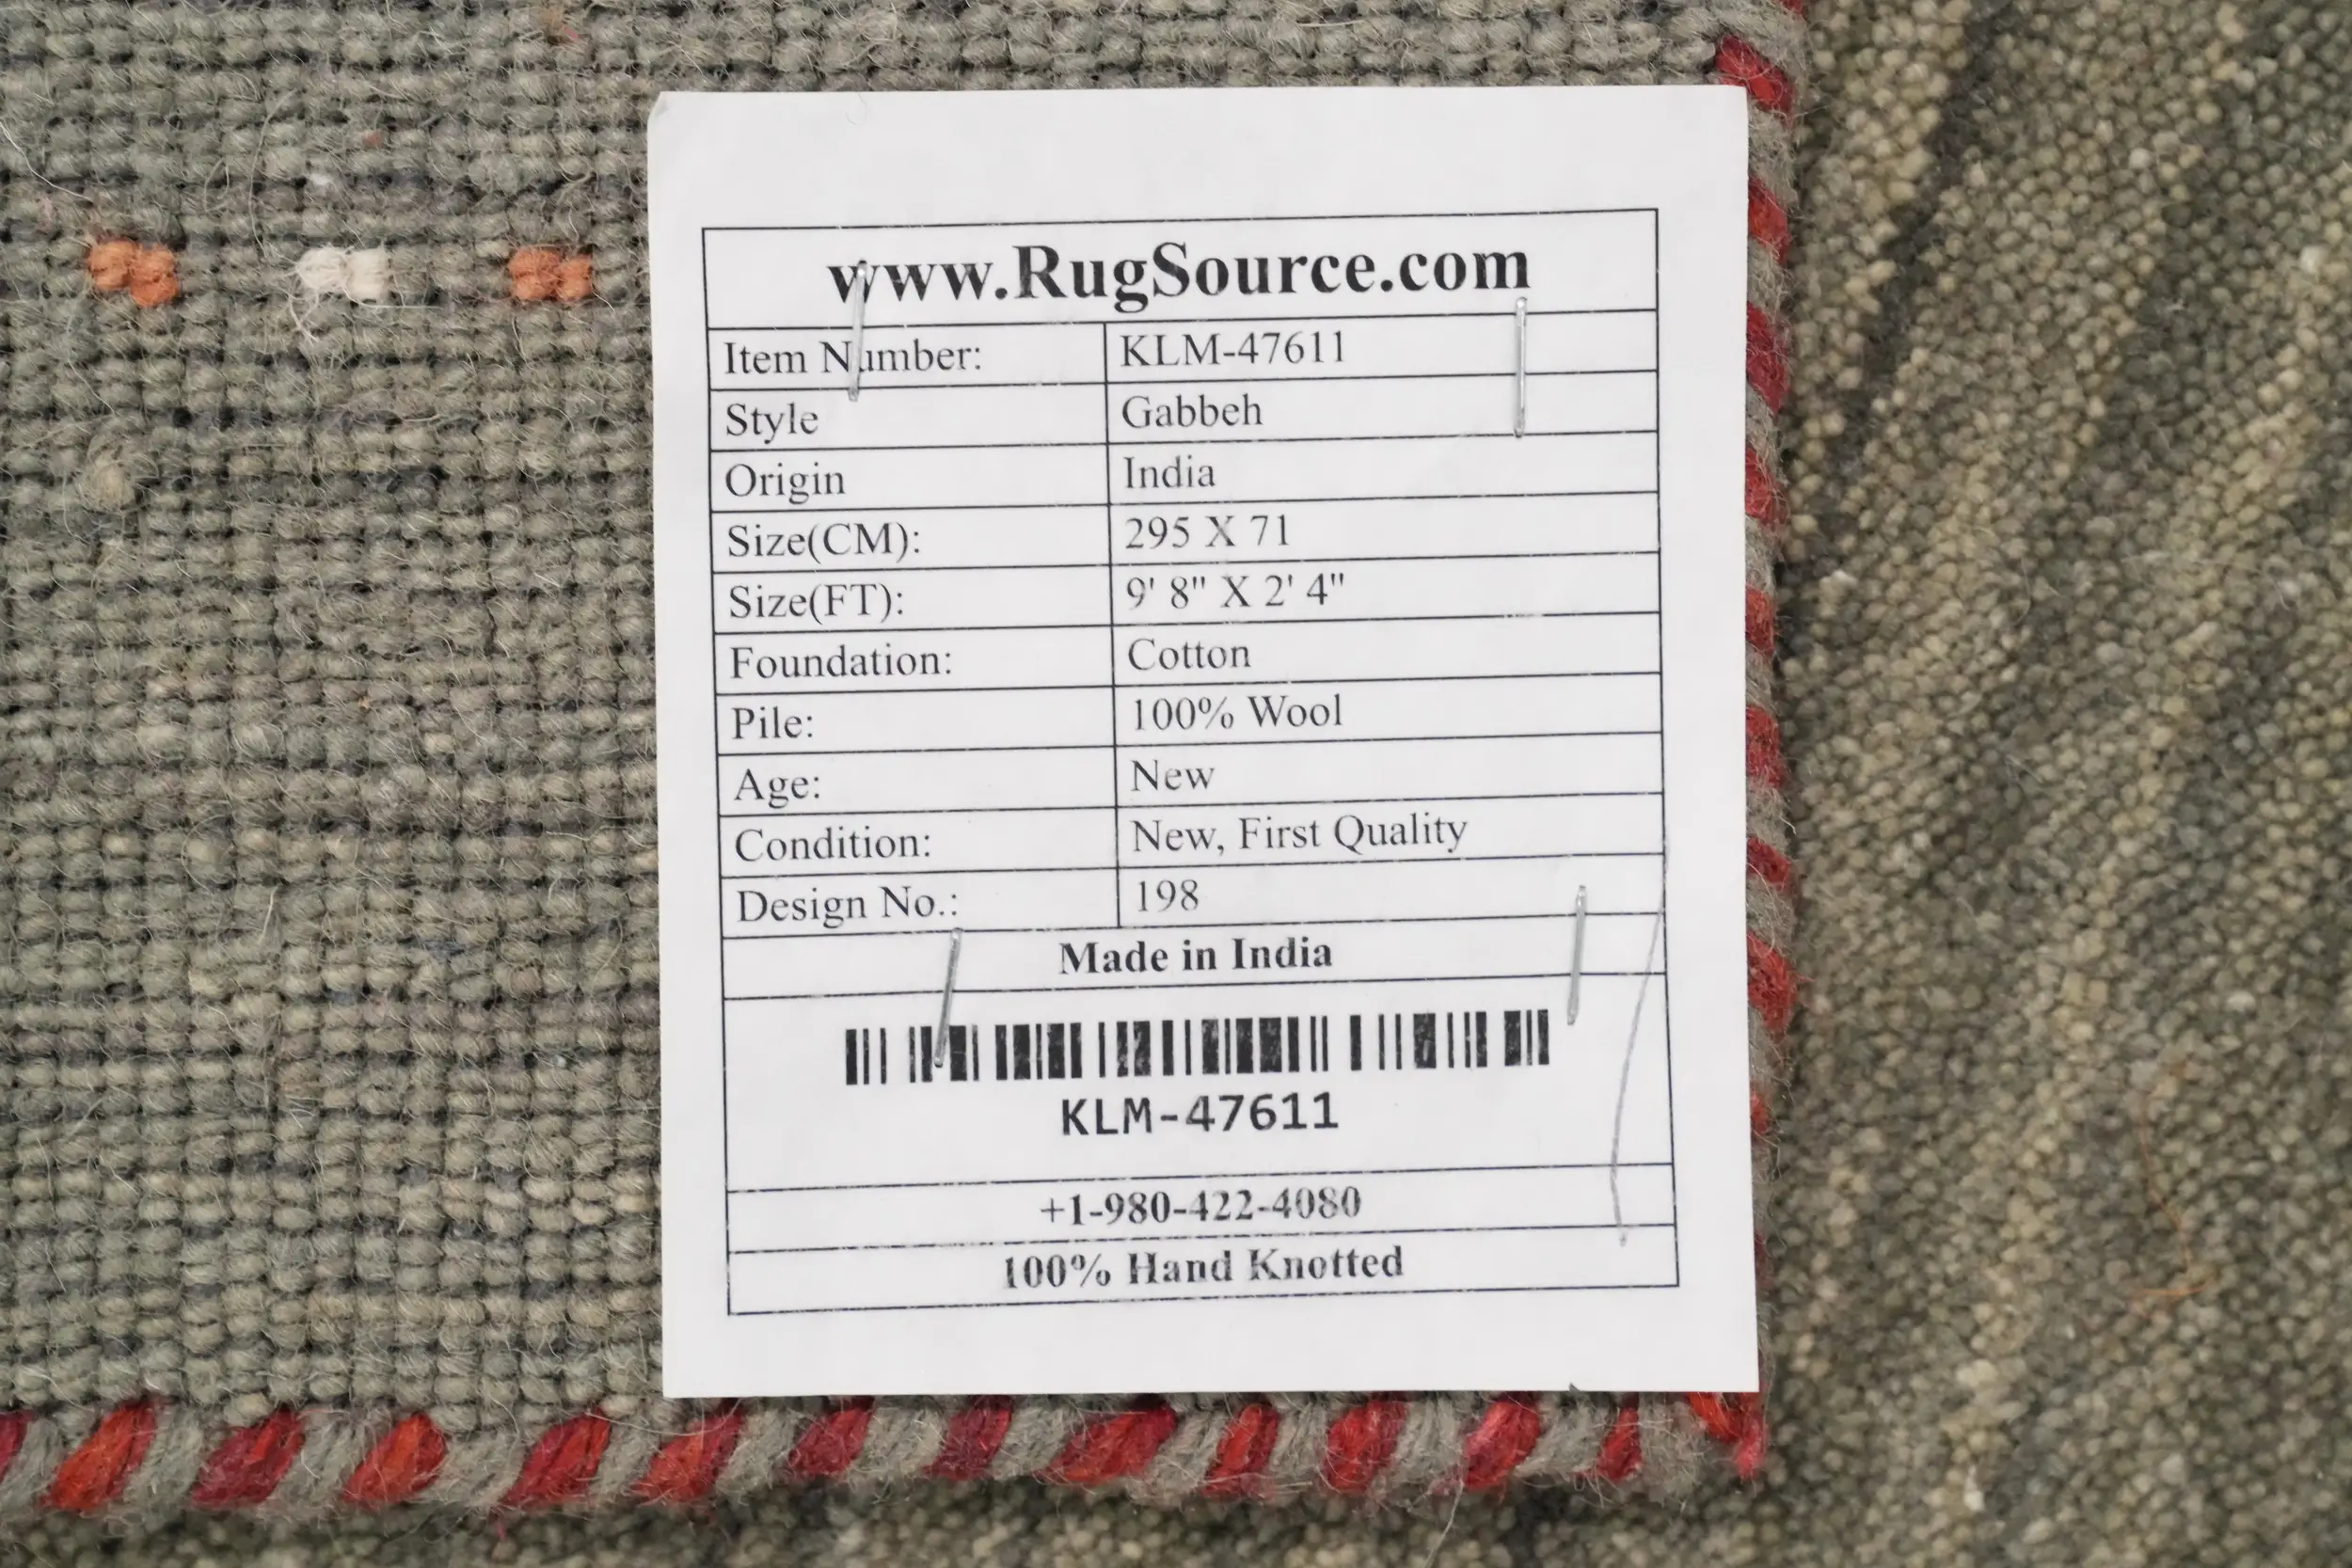 www.RugSource.com
Item Number: KLM-47611
Style Gabbeh
Origin India
Size(CM): 295 X 71
Size(FT): 9' 8" X 2' 4"
Foundation: Cotton
Pile: 100% Wool
Age: New
Condition: New, First Quality
Design No.: 198
Made in India
KLM-47611
+1-980-422-4080
100% Hand Knotted